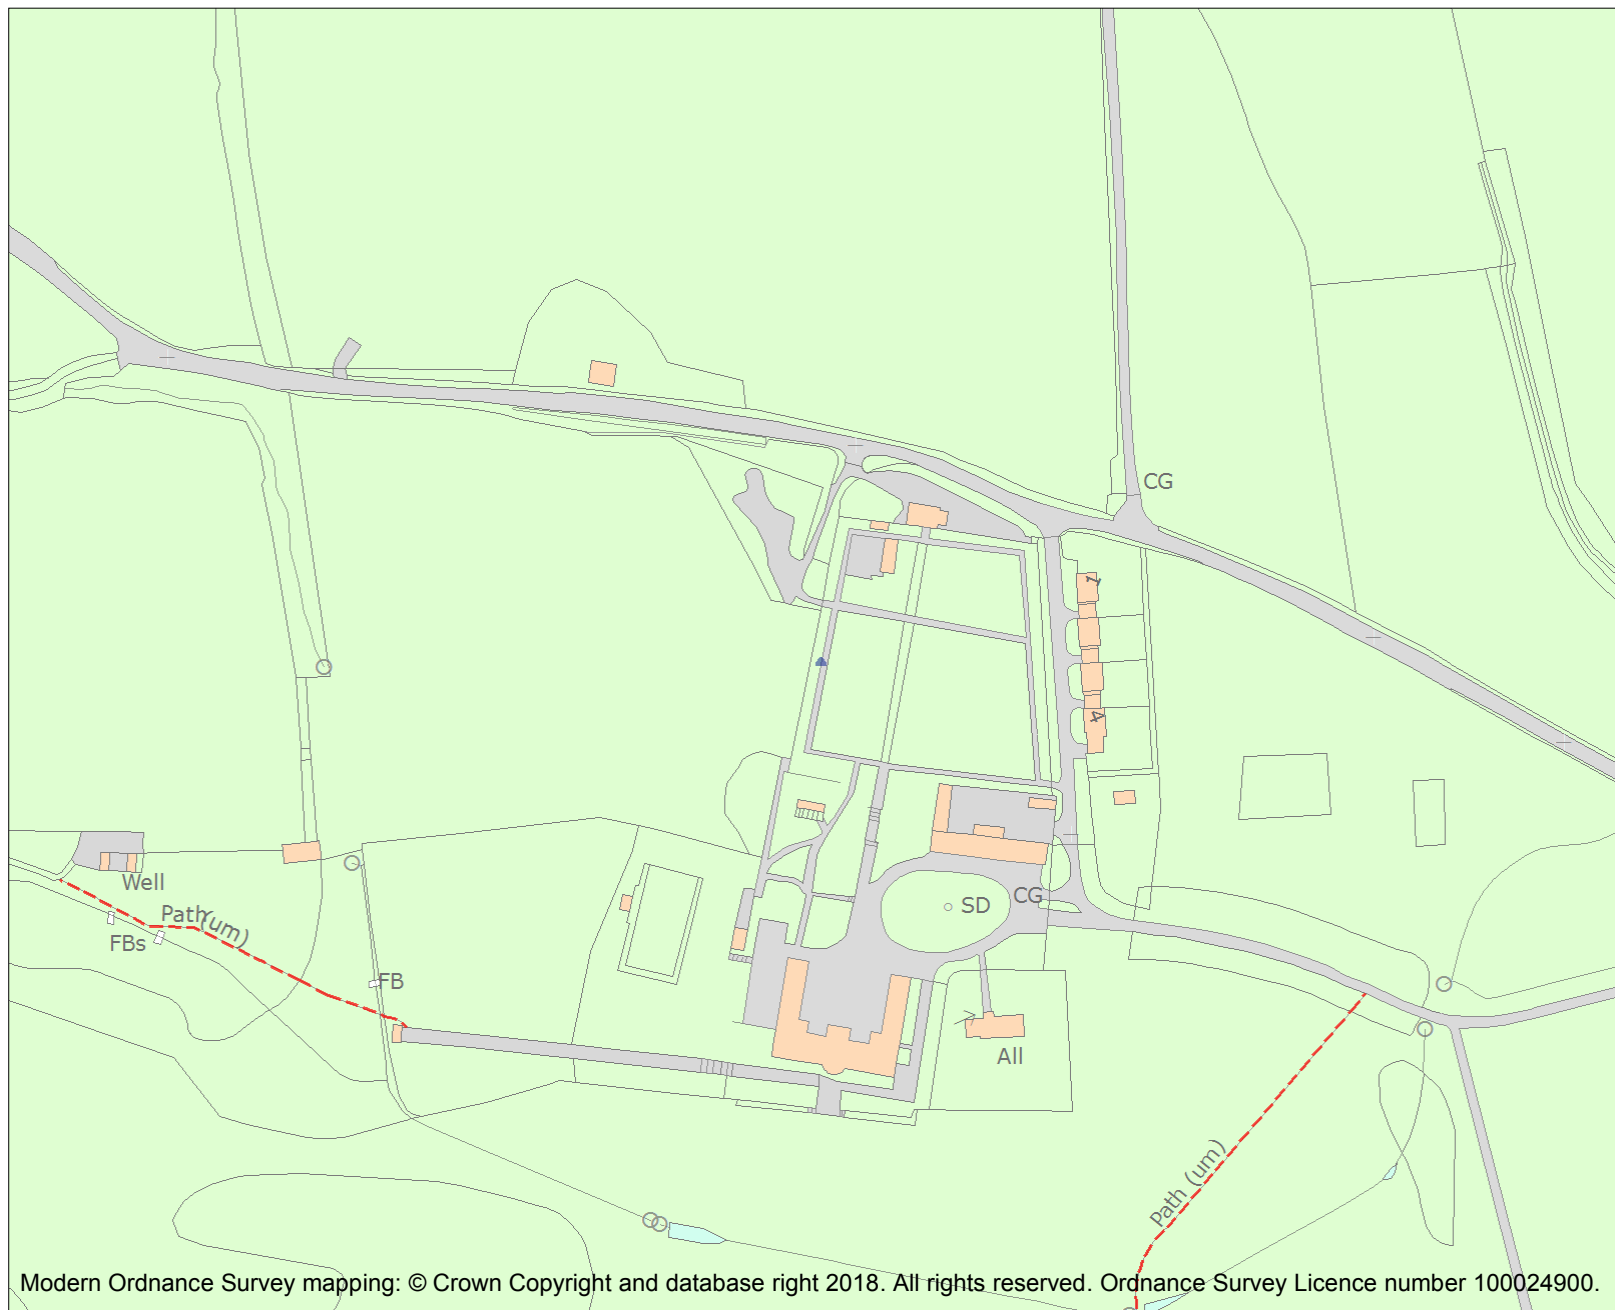 CG
1
4
Well
Path (um)
FBs
FB
SD
CG
All
Path (um)
Modern Ordnance Survey mapping: © Crown Copyright and database right 2018. All rights reserved. Ordnance Survey Licence number 100024900.